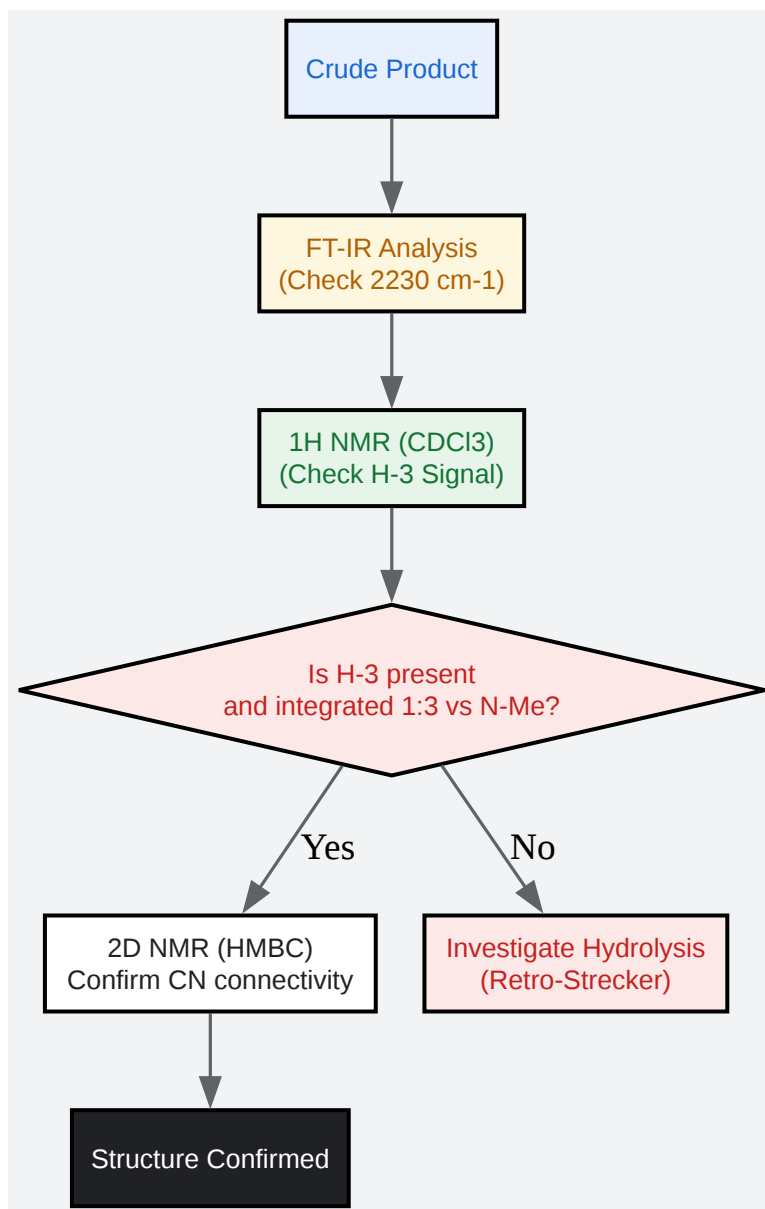 Crude Product
FT-IR Analysis
(Check 2230 cm-1)
1H NMR (CDCl3)
(Check H-3 Signal)
Is H-3 present
and integrated 1:3 vs N-Me?
Yes
No
2D NMR (HMBC)
Confirm CN connectivity
Investigate Hydrolysis
(Retro-Strecker)
Structure Confirmed